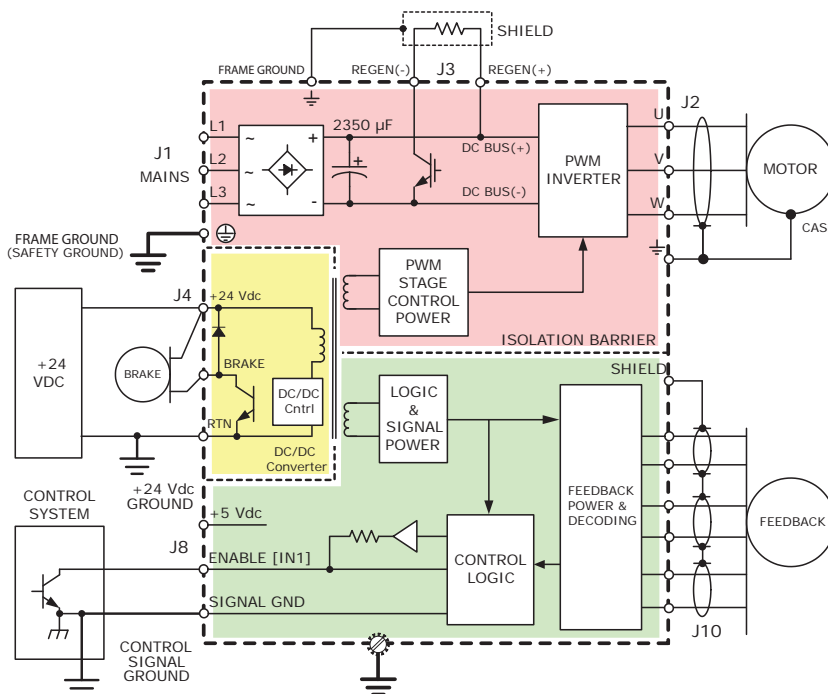 SHIELD
FRAME GROUND
REGEN(-)
J3
REGEN(+)
J1
MAINS
L1
L2
L3
~
~
~
+
-
2350 µF
+
DC BUS(+)
DC BUS(-)
PWM
INVERTER
U
V
W
J2
MOTOR
CAS
FRAME GROUND
(SAFETY GROUND)
PWM
STAGE
CONTROL
POWER
ISOLATION BARRIER
J4
+24 Vdc
+24
VDC
BRAKE
BRAKE
RTN
DC/DC
Cntrl
DC/DC
Converter
SHIELD
LOGIC
&
SIGNAL
POWER
FEEDBACK
POWER &
DECODING
FEEDBACK
J10
+24 Vdc
GROUND
CONTROL
SYSTEM
+5 Vdc
J8
ENABLE [IN1]
CONTROL
LOGIC
SIGNAL GND
CONTROL
SIGNAL
GROUND